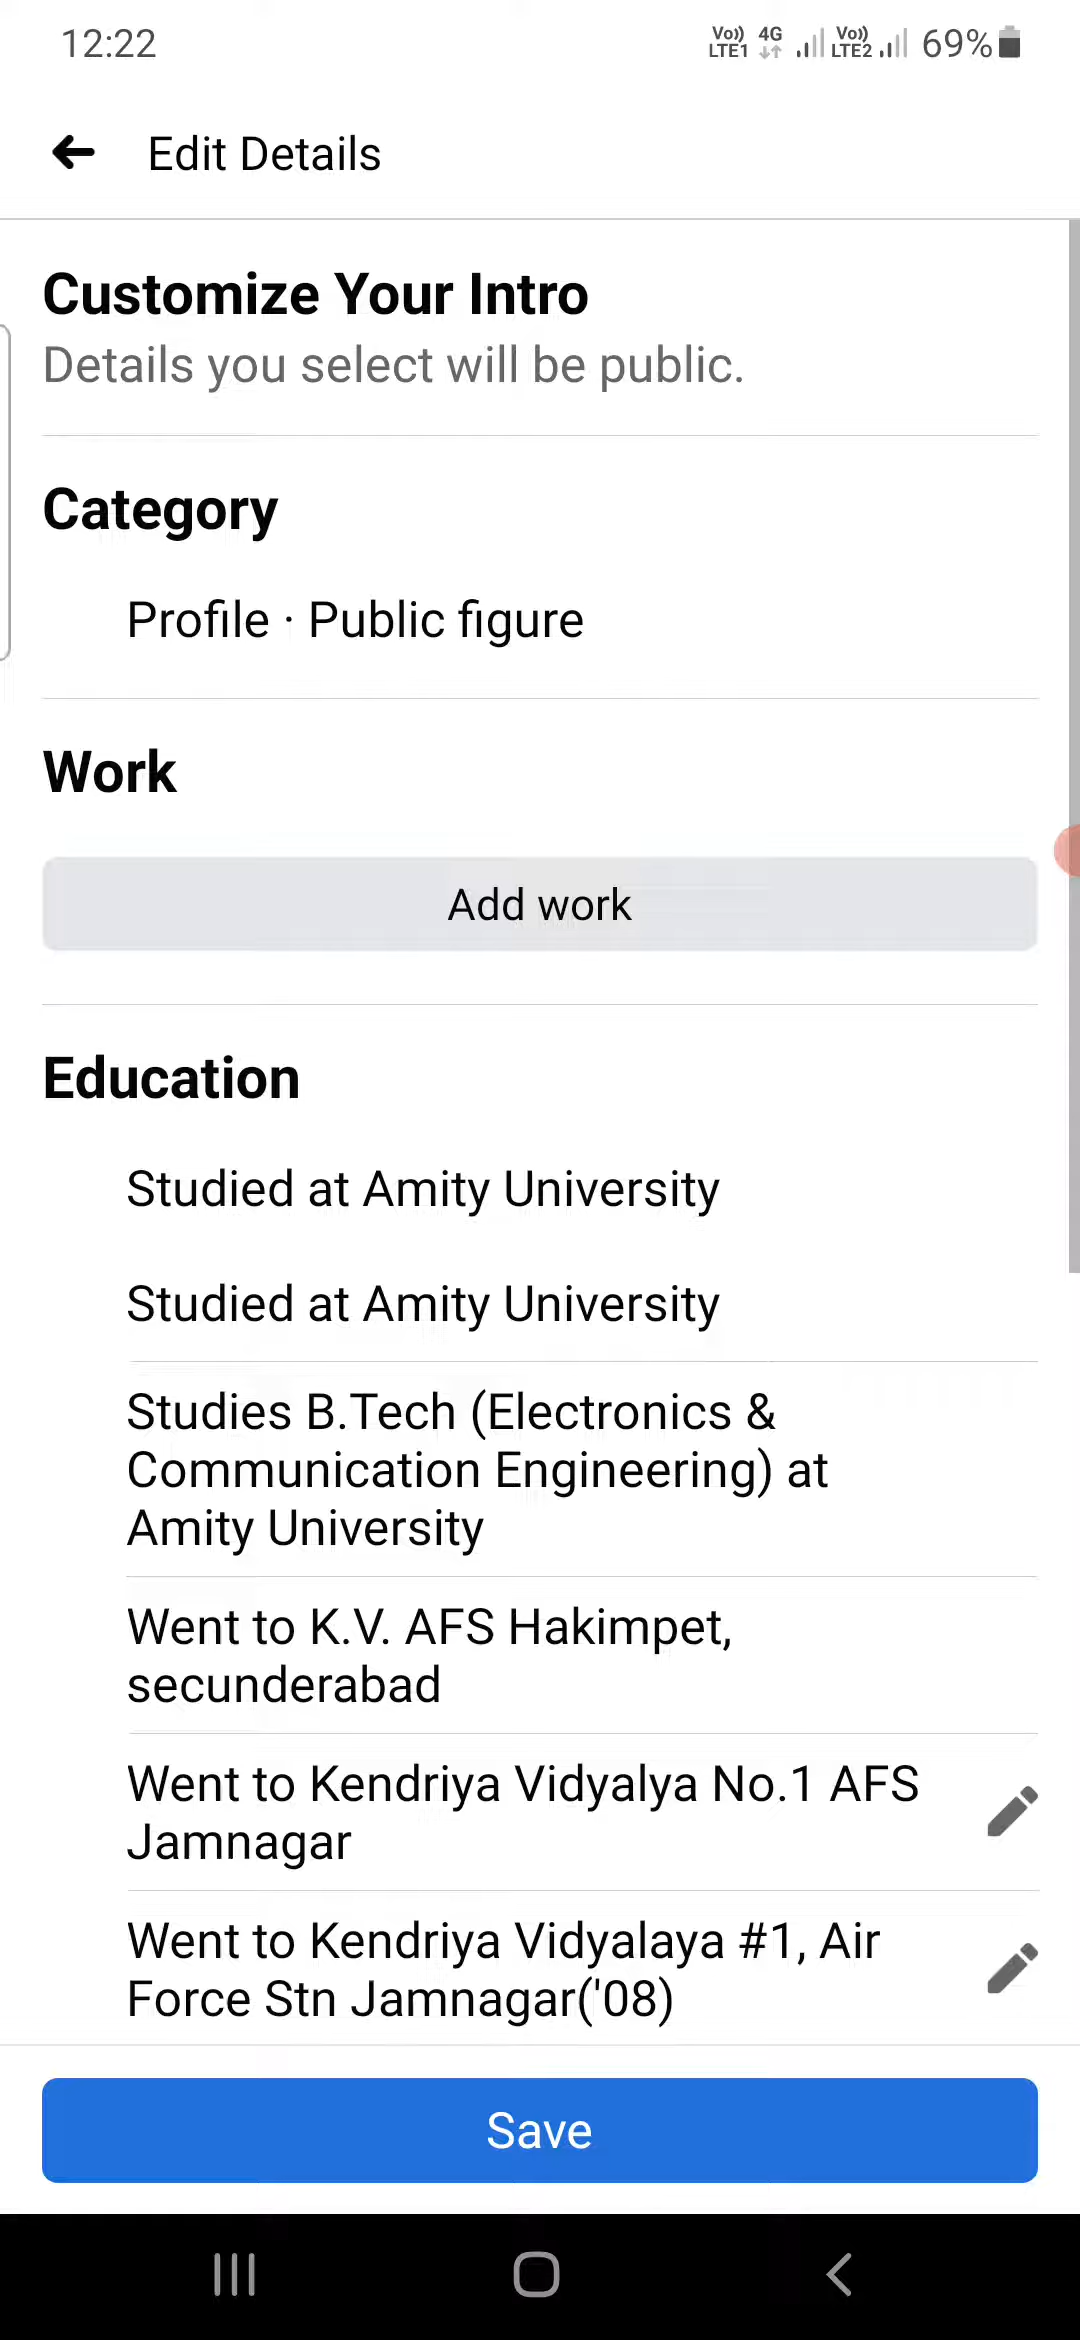 12:22
Vo)) LTE1 4G Vo)) LTE2 69%
Edit Details
Customize Your Intro
Details you select will be public.
Category
Profile · Public figure
Work
Add work
Education
Studied at Amity University
Studied at Amity University
Studies B.Tech (Electronics &
Communication Engineering) at
Amity University
Went to K.V. AFS Hakimpet,
secunderabad
Went to Kendriya Vidyalya No.1 AFS
Jamnagar
Went to Kendriya Vidyalaya #1, Air
Force Stn Jamnagar('08)
Save